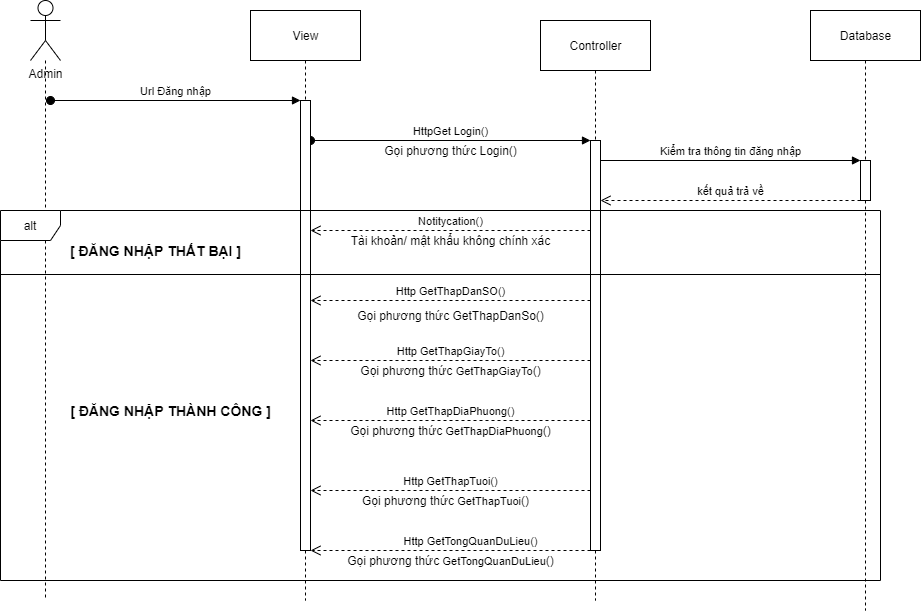 View
Controller
Database
Admin
Url Đăng nhập
HttpGet Login()
Gọi phương thức Login()
Kiểm tra thông tin đăng nhập
kết quả trả về
alt
Notitycation()
Tài khoản/ mật khẩu không chính xác
[ ĐĂNG NHẬP THẤT BẠI ]
Http GetThapDanSO()
Gọi phương thức GetThapDanSo()
Http GetThapGiayTo()
Gọi phương thức GetThapGiayTo()
[ ĐĂNG NHẬP THÀNH CÔNG ]
Http GetThapDiaPhuong()
Gọi phương thức GetThapDiaPhuong()
Http GetThapTuoi()
Gọi phương thức GetThapTuoi()
Http GetTongQuanDuLieu()
Gọi phương thức GetTongQuanDuLieu()